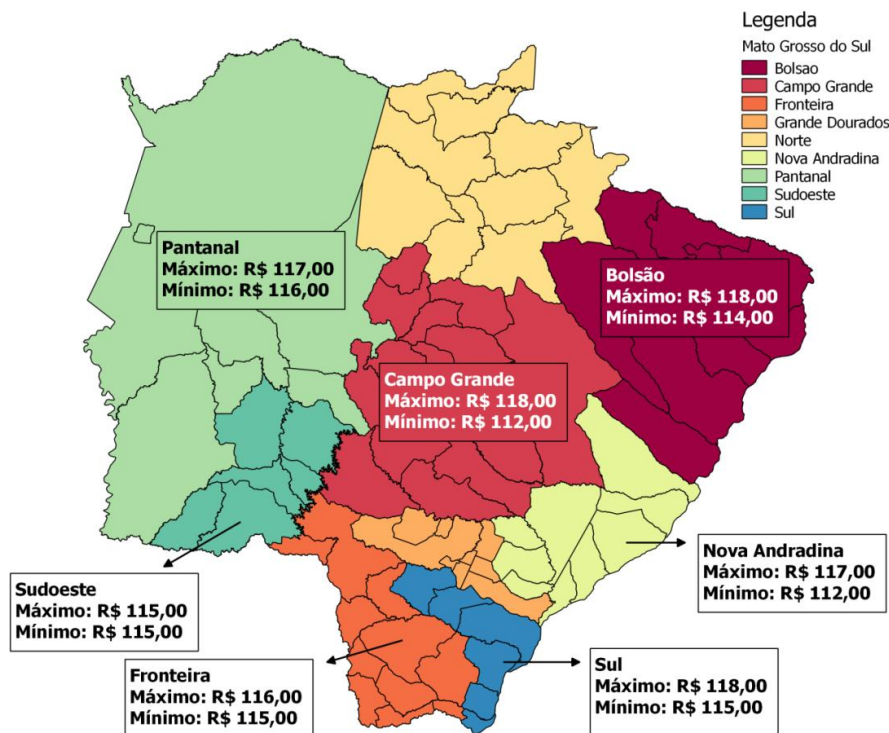 Legenda
Mato Grosso do Sul
Bolsao
Campo Grande
Fronteira
Grande Dourados
Norte
Nova Andradina
Pantanal
Sudoeste
Sul
Pantanal
Máximo: R$ 117,00
Mínimo: R$ 116,00
Bolsão
Máximo: R$ 118,00
Mínimo: R$ 114,00
Campo Grande
Máximo: R$ 118,00
Mínimo: R$ 112,00
Nova Andradina
Máximo: R$ 117,00
Mínimo: R$ 112,00
Sudoeste
Máximo: R$ 115,00
Mínimo: R$ 115,00
Fronteira
Máximo: R$ 116,00
Mínimo: R$ 115,00
Sul
Máximo: R$ 118,00
Mínimo: R$ 115,00